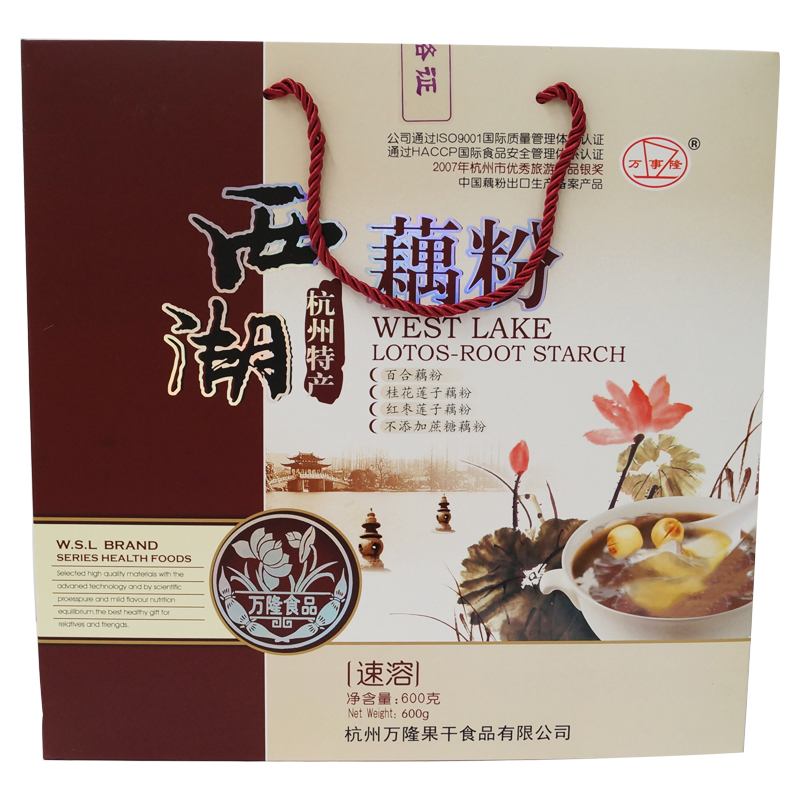 格证
公司通过ISO9001国际质量管理体系认证
通过HACCP国际食品安全管理体系认证
2007年杭州市优秀旅游商品银奖
中国藕粉出口生产备案产品
万事隆
®
西湖
藕粉
杭州特产
WEST LAKE
LOTOS-ROOT STARCH
百合藕粉
桂花莲子藕粉
红枣莲子藕粉
不添加蔗糖藕粉
W.S.L BRAND
SERIES HEALTH FOODS
Selected high quality materials with the
advaned technology and by scientific
proesspure and mild flavour nutrition
equilibrium.the best healthy gift for
relatives and frengds.
万隆食品
速溶
净含量:600克
Net Weight: 600g
杭州万隆果干食品有限公司